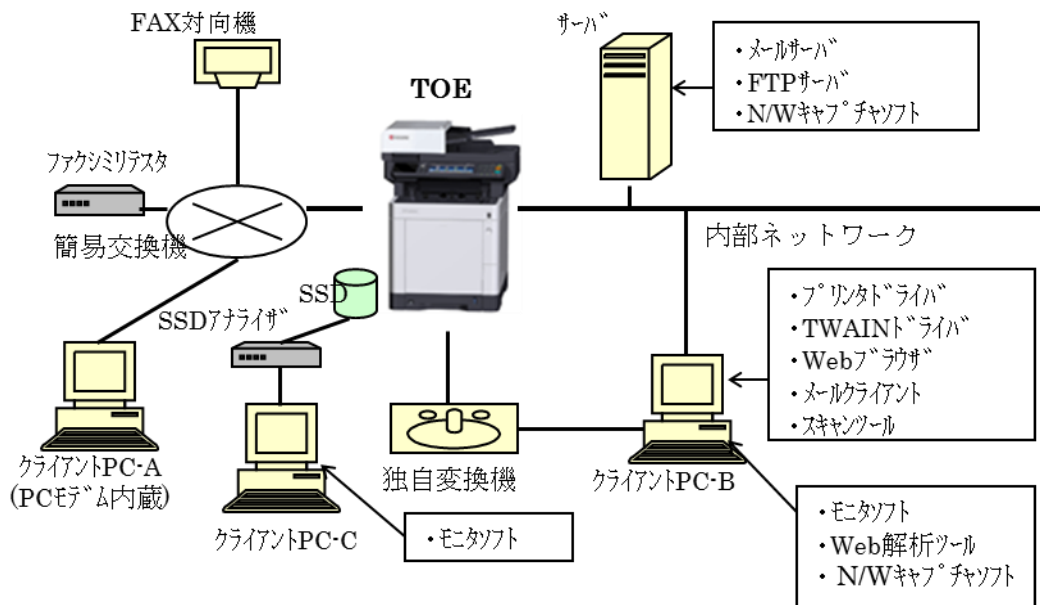 FAX対向機
ｻｰﾊﾞ
・ﾒｰﾙｻｰﾊﾞ
・FTPｻｰﾊﾞ
・N/Wｷｬﾌﾟﾁｬｿﾌﾄ
TOE
ﾌｧｸｼﾐﾘﾃｽﾀ
簡易交換機
内部ネットワーク
SSD
SSDｱﾅﾗｲｻﾞ
・ﾌﾟﾘﾝﾀﾄﾞﾗｲﾊﾞ
・TWAINﾄﾞﾗｲﾊﾞ
・Webﾌﾞﾗｳｻﾞ
・ﾒｰﾙｸﾗｲｱﾝﾄ
・ｽｷｬﾝﾂｰﾙ
ｸﾗｲｱﾝﾄPC-A
(PCﾓﾃﾞﾑ内蔵)
独自変換機
ｸﾗｲｱﾝﾄPC-B
ｸﾗｲｱﾝﾄPC-C
・ﾓﾆﾀｿﾌﾄ
・ﾓﾆﾀｿﾌﾄ
・Web解析ﾂｰﾙ
・N/Wｷｬﾌﾟﾁｬｿﾌﾄ